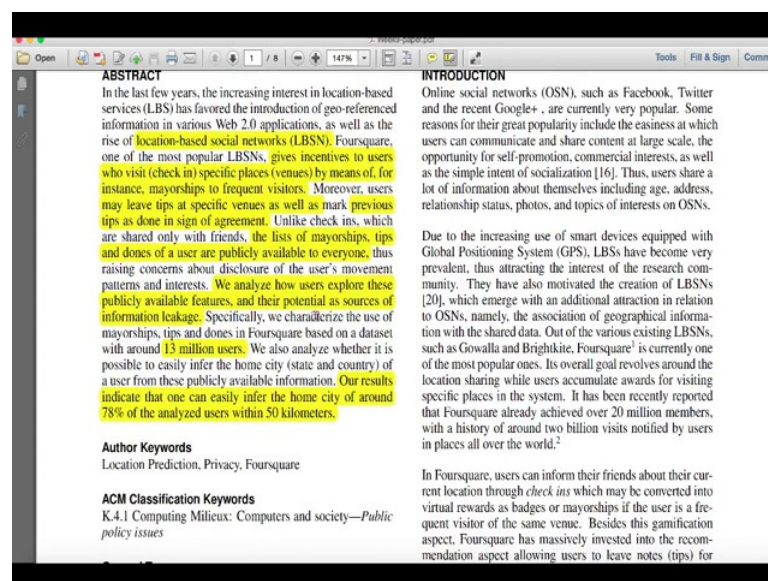 Week9-paper.pdf
Open
1 / 8
147%
Tools
Fill & Sign
Comm
ABSTRACT
In the last few years, the increasing interest in location-based
services (LBS) has favored the introduction of geo-referenced
information in various Web 2.0 applications, as well as the
rise of location-based social networks (LBSN). Foursquare,
one of the most popular LBSNs, gives incentives to users
who visit (check in) specific places (venues) by means of, for
instance, mayorships to frequent visitors. Moreover, users
may leave tips at specific venues as well as mark previous
tips as done in sign of agreement. Unlike check ins, which
are shared only with friends, the lists of mayorships, tips
and dones of a user are publicly available to everyone, thus
raising concerns about disclosure of the user's movement
patterns and interests. We analyze how users explore these
publicly available features, and their potential as sources of
information leakage. Specifically, we characterize the use of
mayorships, tips and dones in Foursquare based on a dataset
with around 13 million users. We also analyze whether it is
possible to easily infer the home city (state and country) of
a user from these publicly available information. Our results
indicate that one can easily infer the home city of around
78% of the analyzed users within 50 kilometers.
Author Keywords
Location Prediction, Privacy, Foursquare
ACM Classification Keywords
K.4.1 Computing Milieux: Computers and society—Public
policy issues
INTRODUCTION
Online social networks (OSN), such as Facebook, Twitter
and the recent Google+ , are currently very popular. Some
reasons for their great popularity include the easiness at which
users can communicate and share content at large scale, the
opportunity for self-promotion, commercial interests, as well
as the simple intent of socialization [16]. Thus, users share a
lot of information about themselves including age, address,
relationship status, photos, and topics of interests on OSNs.
Due to the increasing use of smart devices equipped with
Global Positioning System (GPS), LBSs have become very
prevalent, thus attracting the interest of the research com-
munity. They have also motivated the creation of LBSNs
[20], which emerge with an additional attraction in relation
to OSNs, namely, the association of geographical informa-
tion with the shared data. Out of the various existing LBSNs,
such as Gowalla and Brightkite, Foursquare1 is currently one
of the most popular ones. Its overall goal revolves around the
location sharing while users accumulate awards for visiting
specific places in the system. It has been recently reported
that Foursquare already achieved over 20 million members,
with a history of around two billion visits notified by users
in places all over the world.2
In Foursquare, users can inform their friends about their cur-
rent location through check ins which may be converted into
virtual rewards as badges or mayorships if the user is a fre-
quent visitor of the same venue. Besides this gamification
aspect, Foursquare has massively invested into the recom-
mendation aspect allowing users to leave notes (tips) for